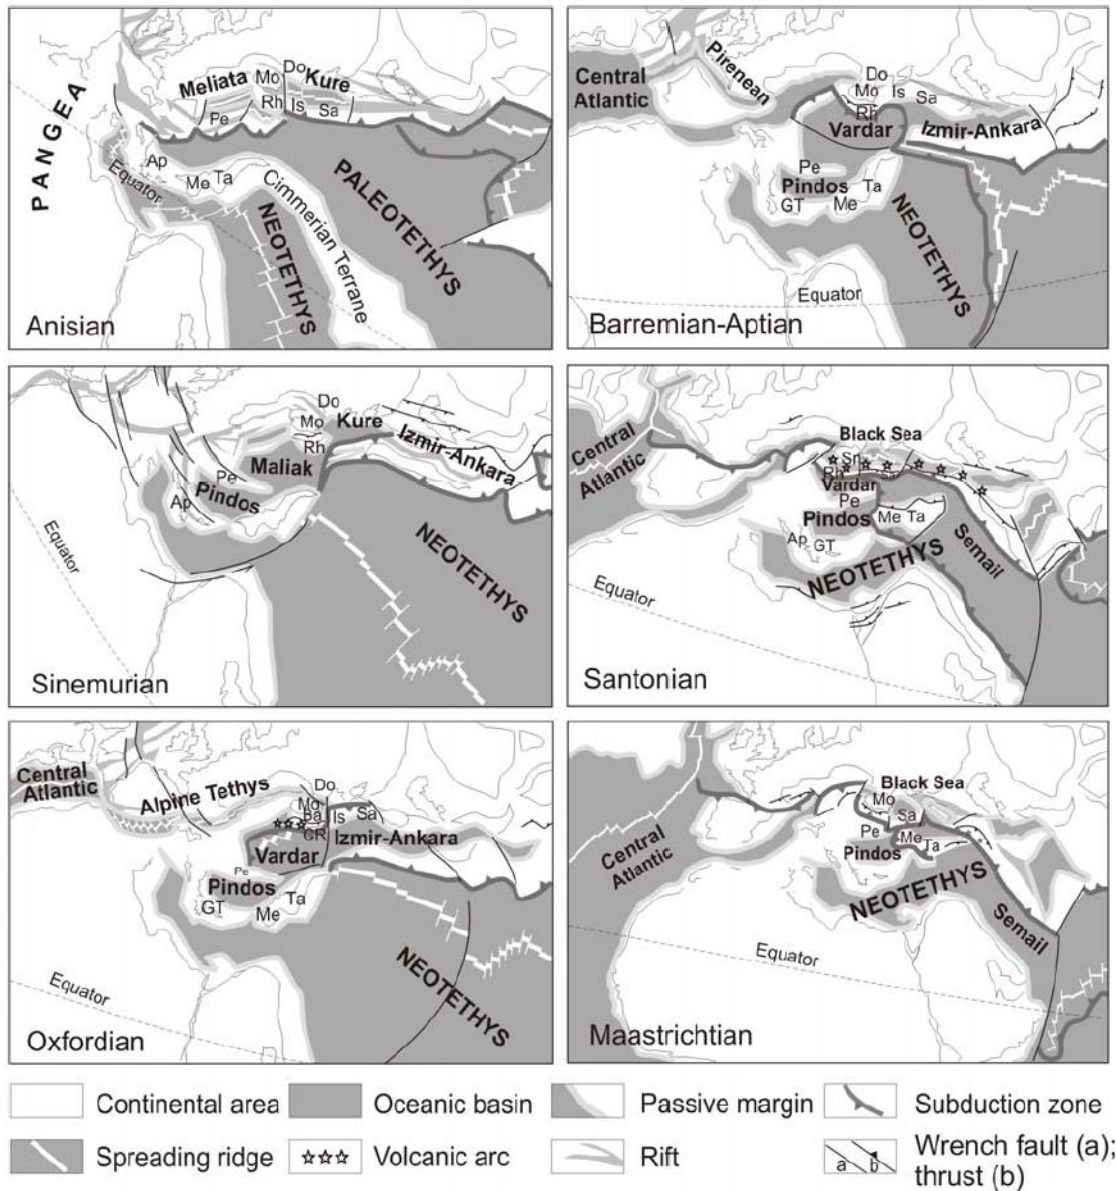 PANGEA
Meliata
Mo
Do
Kure
Pe
Rh
Is
Sa
Ap
Me
Ta
Equator
Cimmerian Terrane
PALEOTETHYS
NEOTETHYS
Anisian
Central
Atlantic
Pirenean
Do
Mo
Is
Sa
Rh
Vardar
Izmir-Ankara
Pe
Pindos
Ta
GT
Me
NEOTETHYS
Equator
Barremian-Aptian
Do
Mo
Kure
Rh
Izmir-Ankara
Maliak
Pe
Pindos
Ap
Equator
NEOTETHYS
Sinemurian
Central
Atlantic
Black Sea
Sr
Rh
Sa
Vardar
Pe
Pindos
Me
Ta
Ap
GT
NEOTETHYS
Semail
Equator
Santonian
Central
Atlantic
Alpine Tethys
Do
Mo
Ba
Is
Sa
CR
Izmir-Ankara
Vardar
Pe
Pindos
GT
Me
Ta
NEOTETHYS
Equator
Oxfordian
Central
Atlantic
Black Sea
Mo
Sa
Pe
Me
Ta
Pindos
NEOTETHYS
Semail
Equator
Maastrichtian
Continental area
Oceanic basin
Passive margin
Subduction zone
Spreading ridge
Volcanic arc
Rift
a
b
Wrench fault (a);
thrust (b)